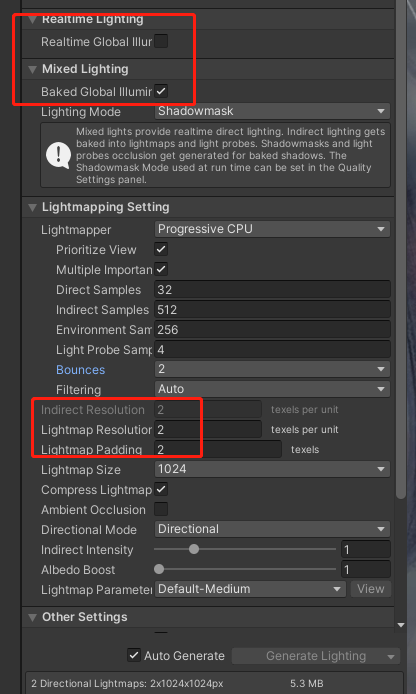 Realtime Lighting
Realtime Global Illur
Mixed Lighting
Baked Global Illumir
Lighting Mode Shadowmask
Mixed lights provide realtime direct lighting. Indirect lighting gets
baked into lightmaps and light probes. Shadowmasks and light
probes occlusion get generated for baked shadows. The
Shadowmask Mode used at run time can be set in the Quality
Settings panel.
Lightmapping Setting
Lightmapper Progressive CPU
Prioritize View
Multiple Importan
Direct Samples 32
Indirect Samples 512
Environment Sam 256
Light Probe Samp 4
Bounces 2
Filtering Auto
Indirect Resolution 2 texels per unit
Lightmap Resolution 2 texels per unit
Lightmap Padding 2 texels
Lightmap Size 1024
Compress Lightmap
Ambient Occlusion
Directional Mode Directional
Indirect Intensity 1
Albedo Boost 1
Lightmap Parameter Default-Medium View
Other Settings
Auto Generate Generate Lighting
2 Directional Lightmaps: 2x1024x1024px 5.3 MB